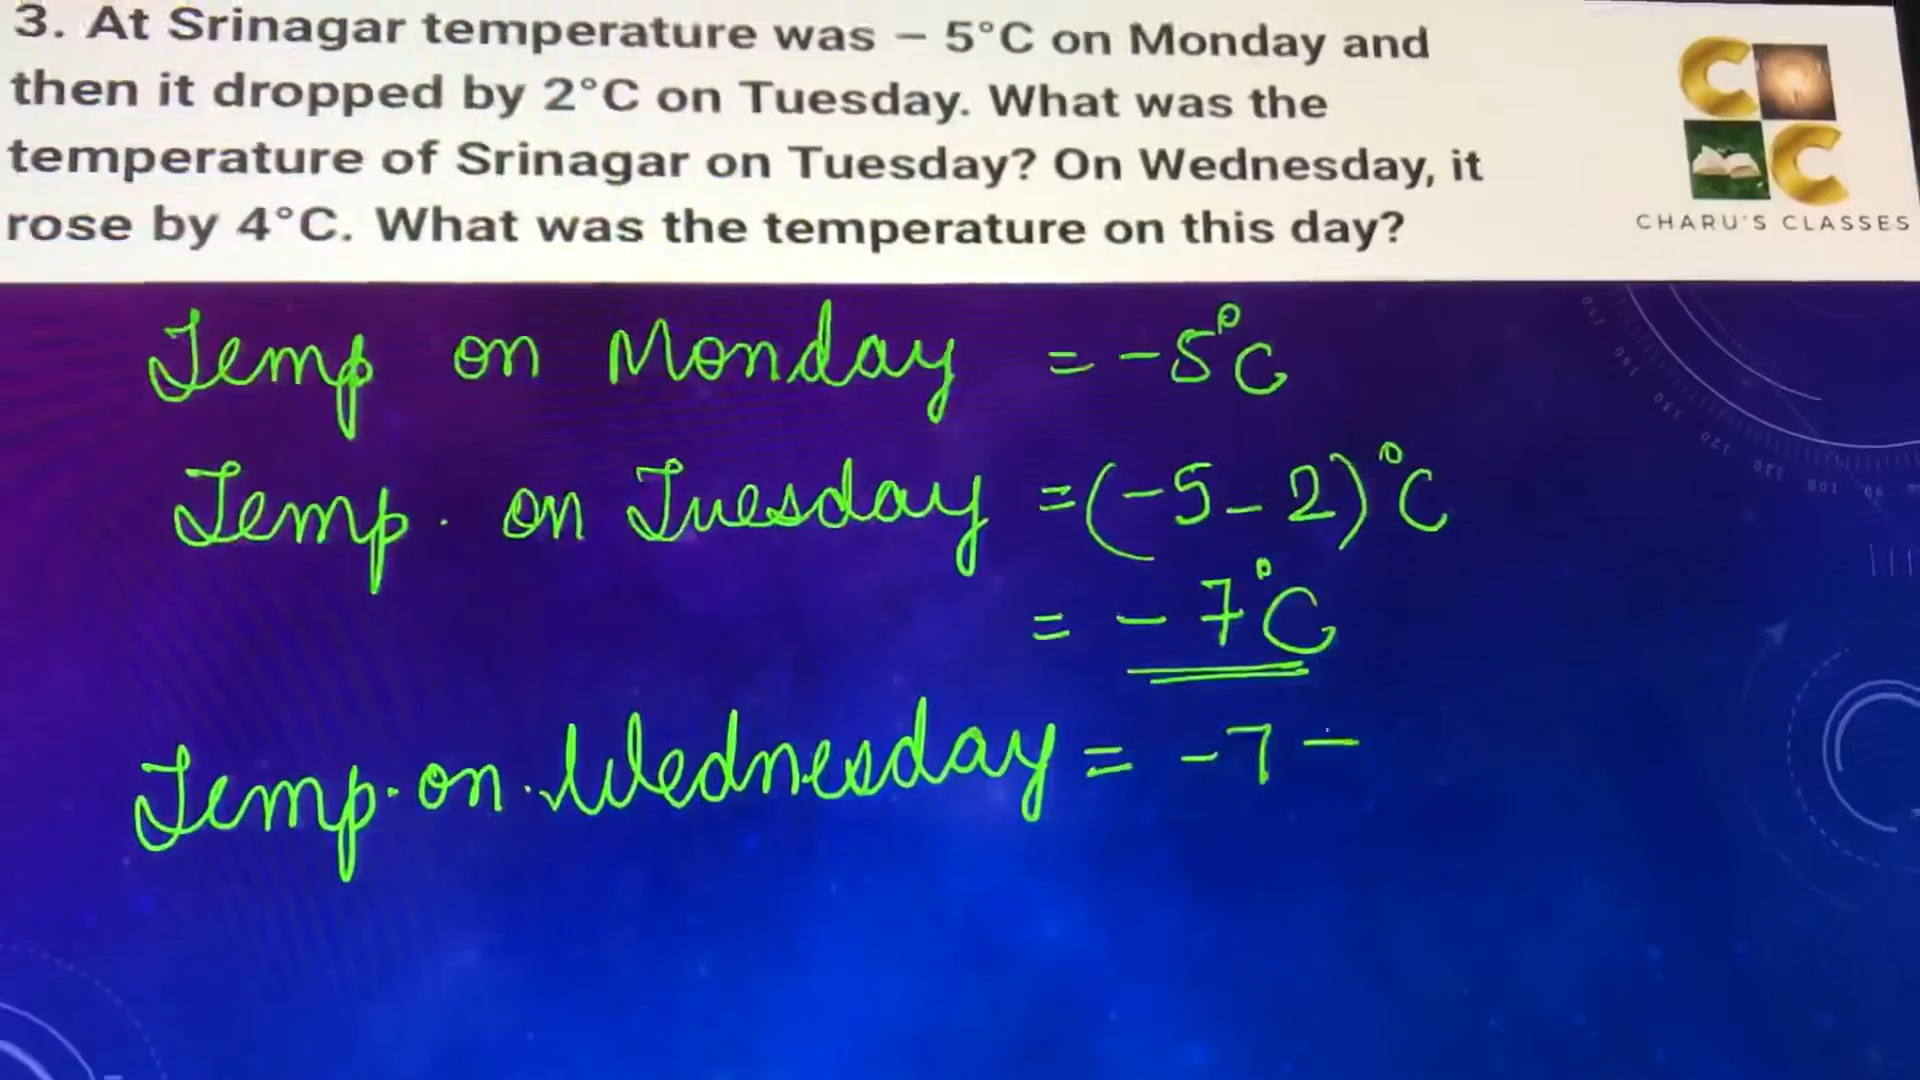 3. At Srinagar temperature was – 5°C on Monday and
then it dropped by 2°C on Tuesday. What was the
temperature of Srinagar on Tuesday? On Wednesday, it
rose by 4°C. What was the temperature on this day?
C
C
CHARU'S CLASSES
Temp on Monday = -5°C
Temp. on Tuesday = (-5-2)°C
= -7°C
Temp. on. Wednesday = -7 -